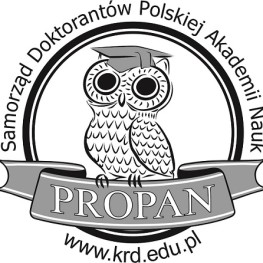 Samorząd Doktorantów Polskiej Akademii Nauk
PROPAN
www.krd.edu.pl